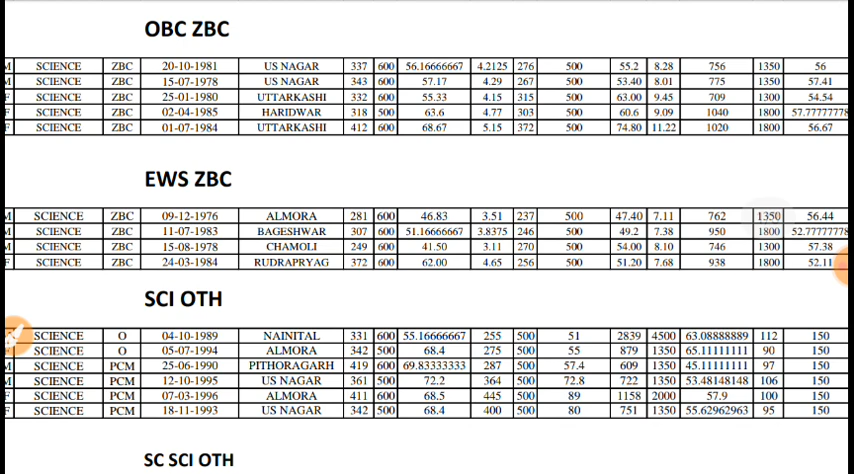 OBC ZBC
M SCIENCE ZBC 20-10-1981 US NAGAR 337 600 56.16666667 4.2125 276 500 55.2 8.28 756 1350 56
M SCIENCE ZBC 15-07-1978 US NAGAR 343 600 57.17 4.29 267 500 53.40 8.01 775 1350 57.41
F SCIENCE ZBC 25-01-1980 UTTARKASHI 332 600 55.33 4.15 315 500 63.00 9.45 709 1300 54.54
F SCIENCE ZBC 02-04-1985 HARIDWAR 318 500 63.6 4.77 303 500 60.6 9.09 1040 1800 57.77777778
F SCIENCE ZBC 01-07-1984 UTTARKASHI 412 600 68.67 5.15 372 500 74.80 11.22 1020 1800 56.67
EWS ZBC
M SCIENCE ZBC 09-12-1976 ALMORA 281 600 46.83 3.51 237 500 47.40 7.11 762 1350 56.44
M SCIENCE ZBC 11-07-1983 BAGESHWAR 307 600 51.16666667 3.8375 246 500 49.2 7.38 950 1800 52.77777778
M SCIENCE ZBC 15-08-1978 CHAMOLI 249 600 41.50 3.11 270 500 54.00 8.10 746 1300 57.38
F SCIENCE ZBC 24-03-1984 RUDRAPRYAG 372 600 62.00 4.65 256 500 51.20 7.68 938 1800 52.11
SCI OTH
SCIENCE O 04-10-1989 NAINITAL 331 600 55.16666667 255 500 51 2839 4500 63.08888889 112 150
SCIENCE O 05-07-1994 ALMORA 342 500 68.4 275 500 55 879 1350 65.11111111 90 150
M SCIENCE PCM 25-06-1990 PITHORAGARH 419 600 69.83333333 287 500 57.4 609 1350 45.11111111 97 150
M SCIENCE PCM 12-10-1995 US NAGAR 361 500 72.2 364 500 72.8 722 1350 53.48148148 106 150
F SCIENCE PCM 07-03-1996 ALMORA 411 600 68.5 445 500 89 1158 2000 57.9 100 150
F SCIENCE PCM 18-11-1993 US NAGAR 342 500 68.4 400 500 80 751 1350 55.62962963 95 150
SC SCI OTH